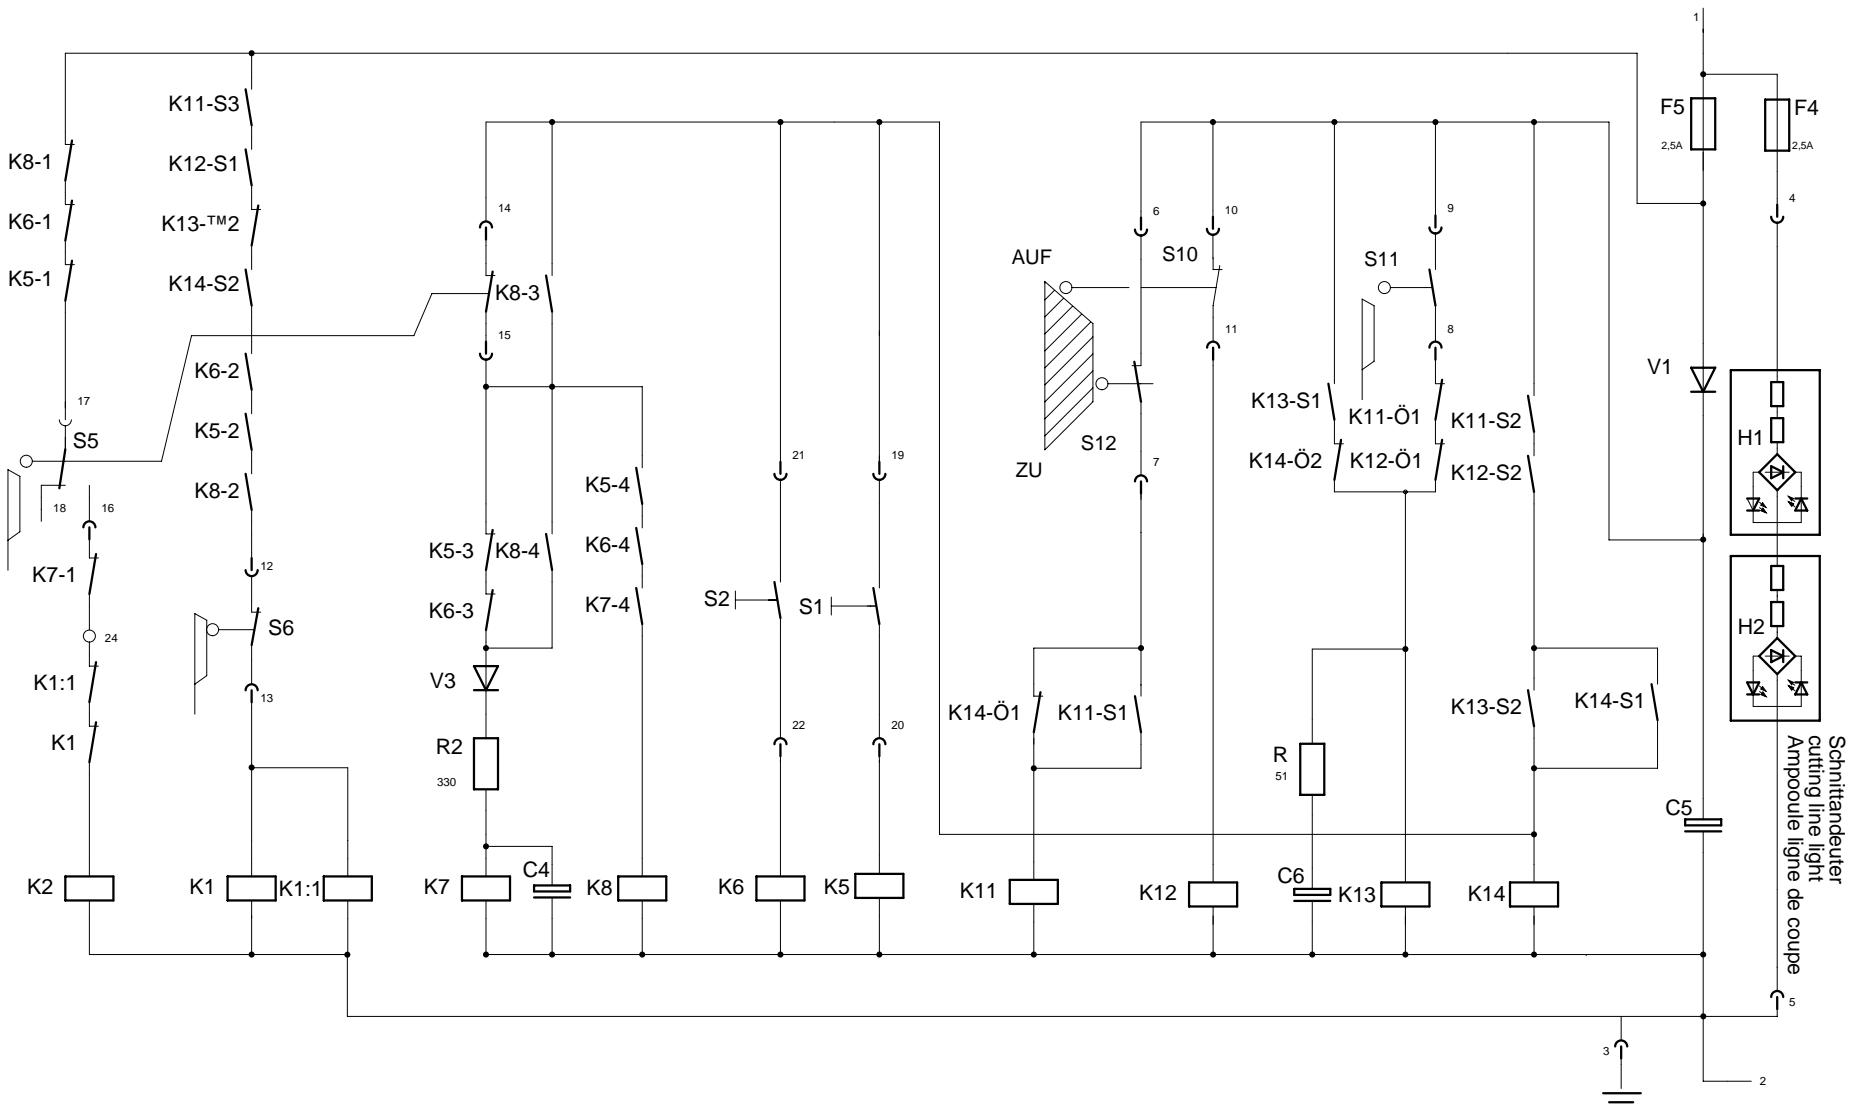 1
K11-S3
F5
F4
2,5A
2,5A
K8-1
K12-S1
K6-1
K13-™2
14
6
10
9
4
K5-1
K14-S2
K8-3
AUF
S10
S11
15
11
8
K6-2
V1
17
K5-2
K13-S1
K11-Ö1
K11-S2
S5
S12
H1
21
19
ZU
7
K14-Ö2
K12-Ö1
K12-S2
K8-2
K5-4
18
16
K5-3
K8-4
K6-4
K7-1
12
K6-3
K7-4
S2
S1
24
S6
H2
K1:1
V3
13
K14-Ö1
K11-S1
K13-S2
K14-S1
K1
22
20
R2
330
R
51
Schnittandeuter
cutting line light
Ampooule ligne de coupe
C5
C4
C6
K2
K1
K1:1
K7
K8
K6
K5
K11
K12
K13
K14
5
3
2